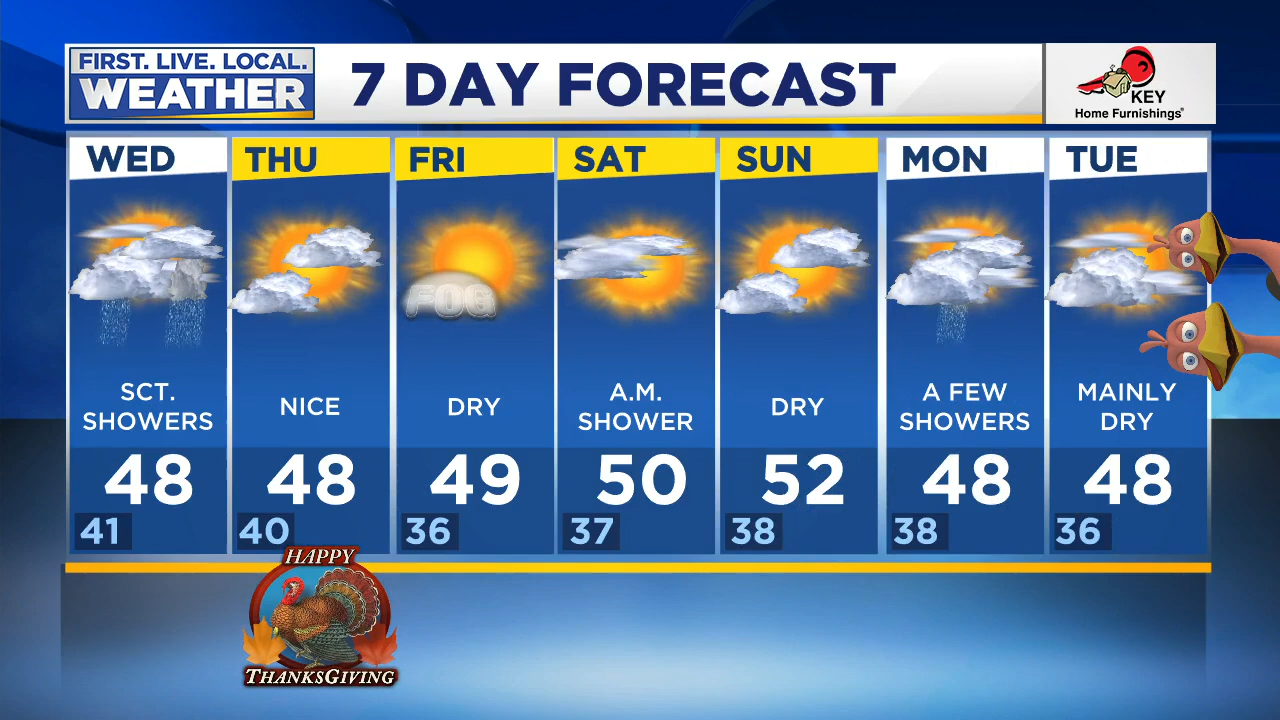 FIRST. LIVE. LOCAL.
WEATHER
7 DAY FORECAST
KEY
Home Furnishings®
WED THU FRI SAT SUN MON TUE
FOG
SCT.
SHOWERS
NICE
DRY
A.M.
SHOWER
DRY
A FEW
SHOWERS
MAINLY
DRY
48 48 49 50 52 48 48
41 40 36 37 38 38 36
HAPPY
THANKSGIVING